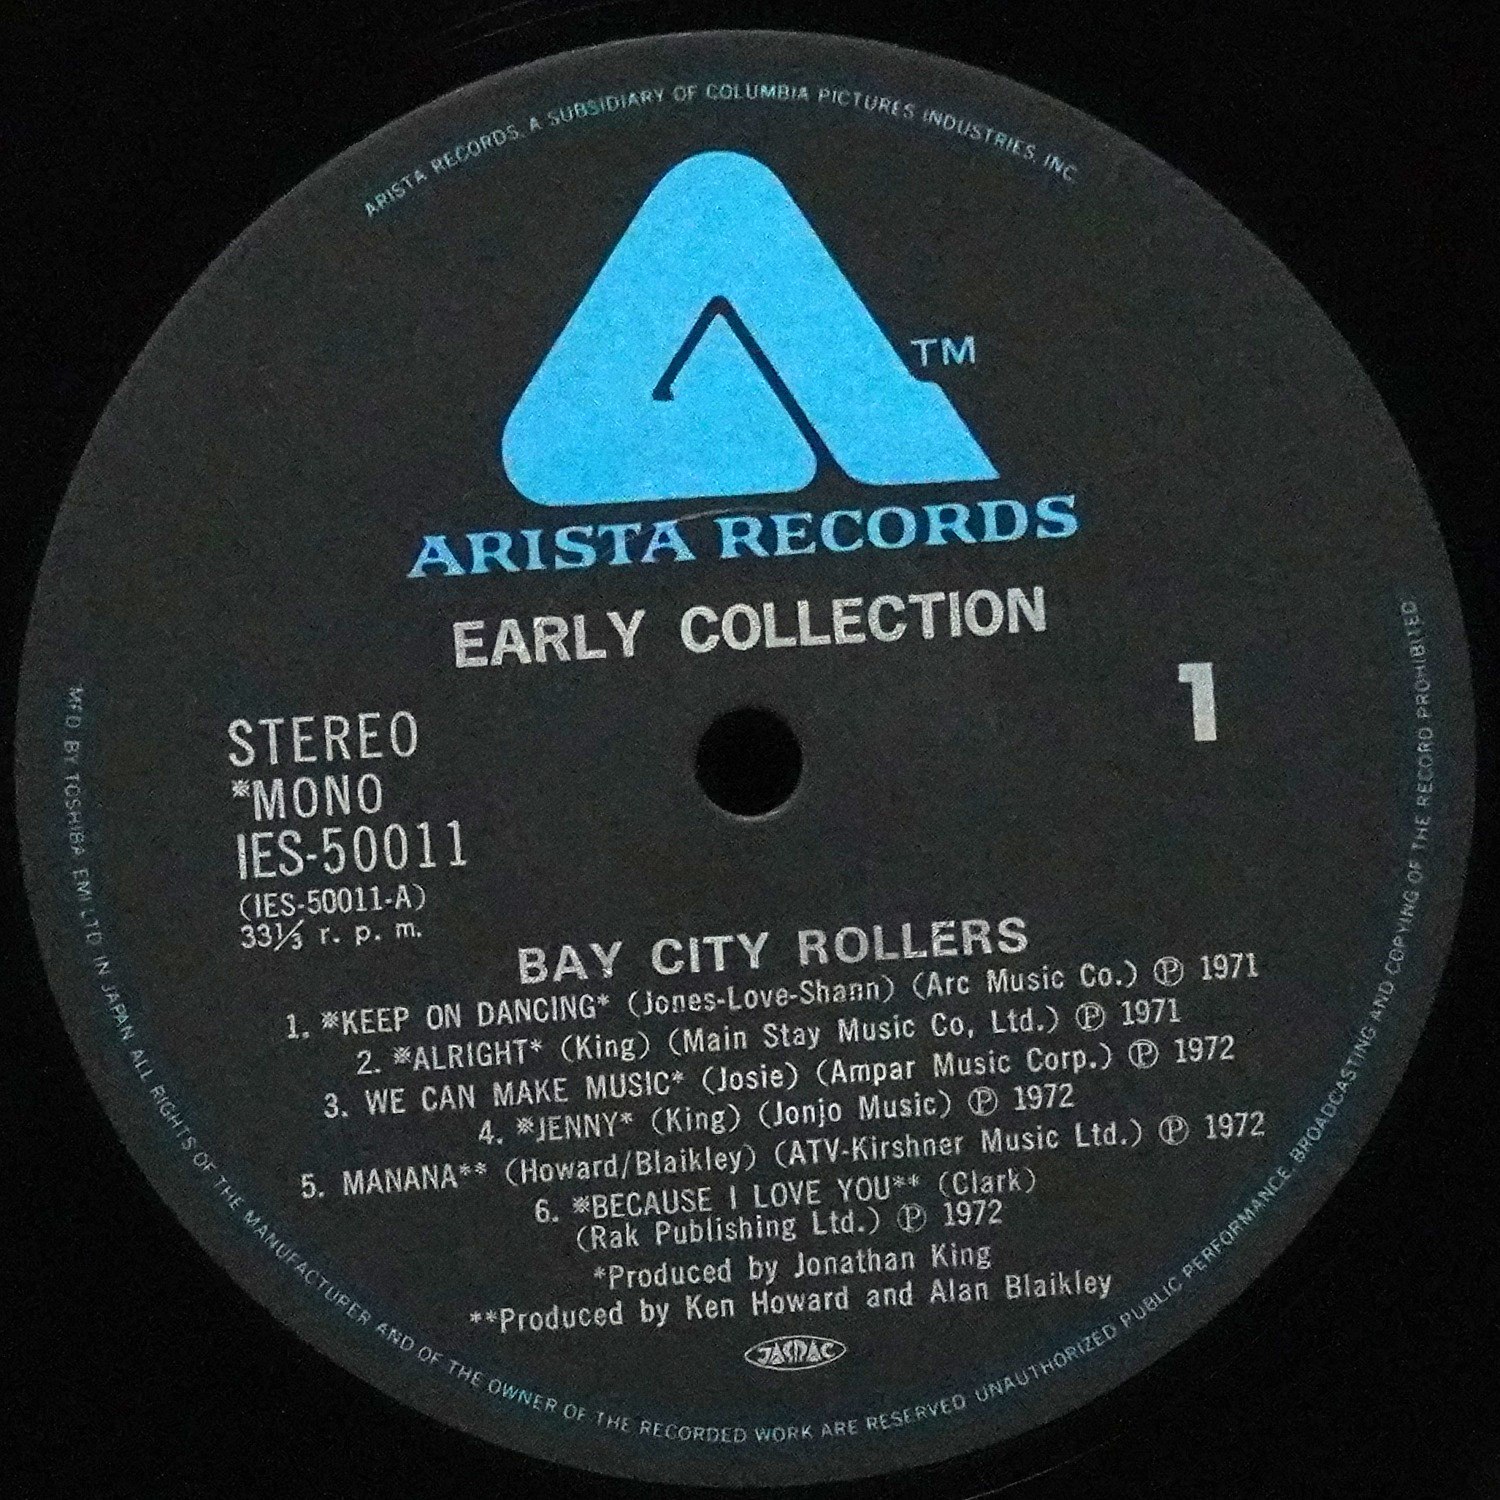 ARISTA RECORDS, A SUBSIDIARY OF COLUMBIA PICTURES INDUSTRIES, INC.
TM
ARISTA RECORDS
EARLY COLLECTION
1
STEREO
*MONO
IES-50011
(IES-50011-A)
33⅓ r. p. m.
BAY CITY ROLLERS
1. *KEEP ON DANCING* (Jones-Love-Shann) (Arc Music Co.) ℗ 1971
2. *ALRIGHT* (King) (Main Stay Music Co, Ltd.) ℗ 1971
3. WE CAN MAKE MUSIC* (Josie) (Ampar Music Corp.) ℗ 1972
4. *JENNY* (King) (Jonjo Music) ℗ 1972
5. MANANA** (Howard/Blaikley) (ATV-Kirshner Music Ltd.) ℗ 1972
6. *BECAUSE I LOVE YOU** (Clark)
(Rak Publishing Ltd.) ℗ 1972
*Produced by Jonathan King
**Produced by Ken Howard and Alan Blaikley
JASRAC
MFD BY TOSHIBA EMI LTD IN JAPAN ALL RIGHTS OF THE MANUFACTURER AND OF THE OWNER OF THE RECORDED WORK ARE RESERVED UNAUTHORIZED PUBLIC PERFORMANCE BROADCASTING AND COPYING OF THE RECORD PROHIBITED